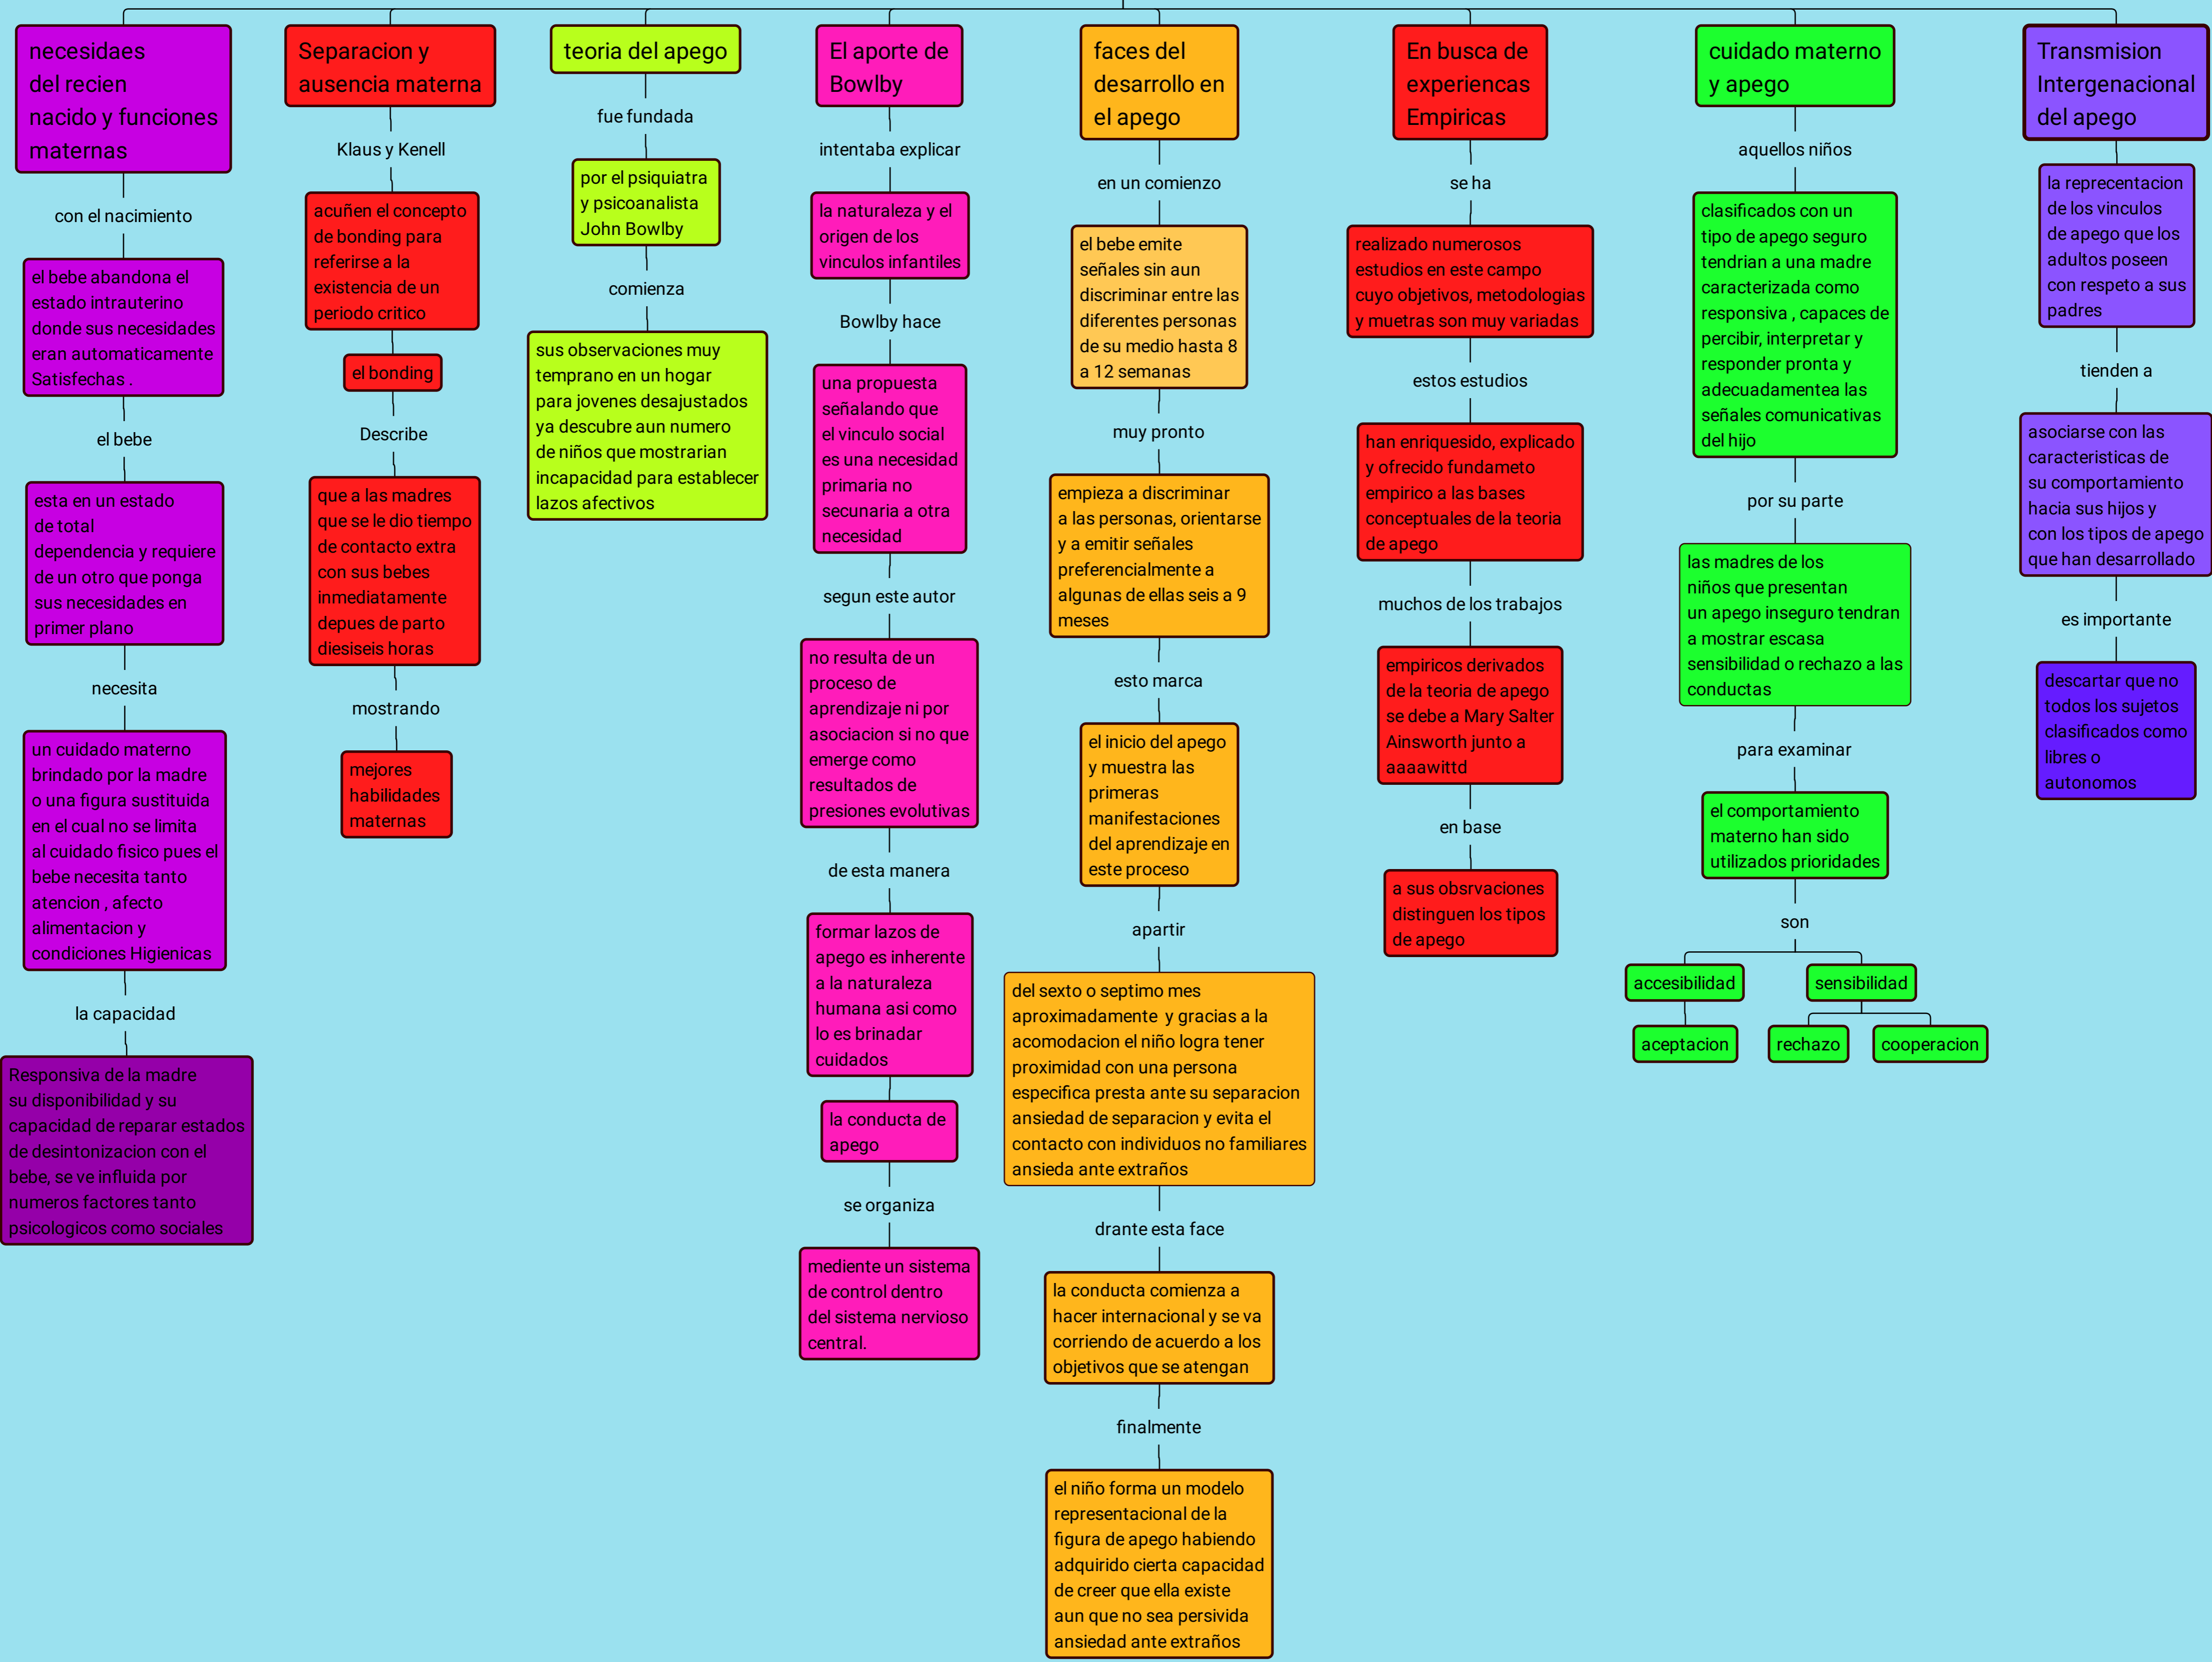 necesidaes
del recien
nacido y funciones
maternas
con el nacimiento
el bebe abandona el
estado intrauterino
donde sus necesidades
eran automaticamente
Satisfechas .
el bebe
esta en un estado
de total
dependencia y requiere
de un otro que ponga
sus necesidades en
primer plano
necesita
un cuidado materno
brindado por la madre
o una figura sustituida
en el cual no se limita
al cuidado fisico pues el
bebe necesita tanto
atencion , afecto
alimentacion y
condiciones Higienicas
la capacidad
Responsiva de la madre
su disponibilidad y su
capacidad de reparar estados
de desintonizacion con el
bebe, se ve influida por
numeros factores tanto
psicologicos como sociales
Separacion y
ausencia materna
Klaus y Kenell
acuñen el concepto
de bonding para
referirse a la
existencia de un
periodo critico
el bonding
Describe
que a las madres
que se le dio tiempo
de contacto extra
con sus bebes
inmediatamente
depues de parto
diesiseis horas
mostrando
mejores
habilidades
maternas
teoria del apego
fue fundada
por el psiquiatra
y psicoanalista
John Bowlby
comienza
sus observaciones muy
temprano en un hogar
para jovenes desajustados
ya descubre aun numero
de niños que mostrarian
incapacidad para establecer
lazos afectivos
El aporte de
Bowlby
intentaba explicar
la naturaleza y el
origen de los
vinculos infantiles
Bowlby hace
una propuesta
señalando que
el vinculo social
es una necesidad
primaria no
secunaria a otra
necesidad
segun este autor
no resulta de un
proceso de
aprendizaje ni por
asociacion si no que
emerge como
resultados de
presiones evolutivas
de esta manera
formar lazos de
apego es inherente
a la naturaleza
humana asi como
lo es brinadar
cuidados
la conducta de
apego
se organiza
mediente un sistema
de control dentro
del sistema nervioso
central.
faces del
desarrollo en
el apego
en un comienzo
el bebe emite
señales sin aun
discriminar entre las
diferentes personas
de su medio hasta 8
a 12 semanas
muy pronto
empieza a discriminar
a las personas, orientarse
y a emitir señales
preferencialmente a
algunas de ellas seis a 9
meses
esto marca
el inicio del apego
y muestra las
primeras
manifestaciones
del aprendizaje en
este proceso
apartir
del sexto o septimo mes
aproximadamente y gracias a la
acomodacion el niño logra tener
proximidad con una persona
especifica presta ante su separacion
ansiedad de separacion y evita el
contacto con individuos no familiares
ansieda ante extraños
drante esta face
la conducta comienza a
hacer internacional y se va
corriendo de acuerdo a los
objetivos que se atengan
finalmente
el niño forma un modelo
representacional de la
figura de apego habiendo
adquirido cierta capacidad
de creer que ella existe
aun que no sea persivida
ansiedad ante extraños
En busca de
experiencas
Empiricas
se ha
realizado numerosos
estudios en este campo
cuyo objetivos, metodologias
y muetras son muy variadas
estos estudios
han enriquesido, explicado
y ofrecido fundameto
empirico a las bases
conceptuales de la teoria
de apego
muchos de los trabajos
empiricos derivados
de la teoria de apego
se debe a Mary Salter
Ainsworth junto a
aaaawittd
en base
a sus obsrvaciones
distinguen los tipos
de apego
cuidado materno
y apego
aquellos niños
clasificados con un
tipo de apego seguro
tendrian a una madre
caracterizada como
responsiva , capaces de
percibir, interpretar y
responder pronta y
adecuadamentea las
señales comunicativas
del hijo
por su parte
las madres de los
niños que presentan
un apego inseguro tendran
a mostrar escasa
sensibilidad o rechazo a las
conductas
para examinar
el comportamiento
materno han sido
utilizados prioridades
son
accesibilidad
sensibilidad
aceptacion
rechazo
cooperacion
Transmision
Intergenacional
del apego
la reprecentacion
de los vinculos
de apego que los
adultos poseen
con respeto a sus
padres
tienden a
asociarse con las
caracteristicas de
su comportamiento
hacia sus hijos y
con los tipos de apego
que han desarrollado
es importante
descartar que no
todos los sujetos
clasificados como
libres o
autonomos